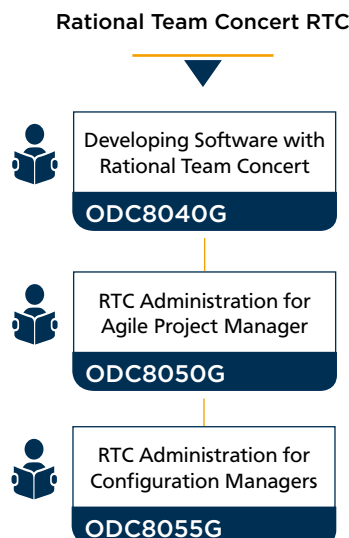 Rational Team Concert RTC
Developing Software with
Rational Team Concert
ODC8040G
RTC Administration for
Agile Project Manager
ODC8050G
RTC Administration for
Configuration Managers
ODC8055G